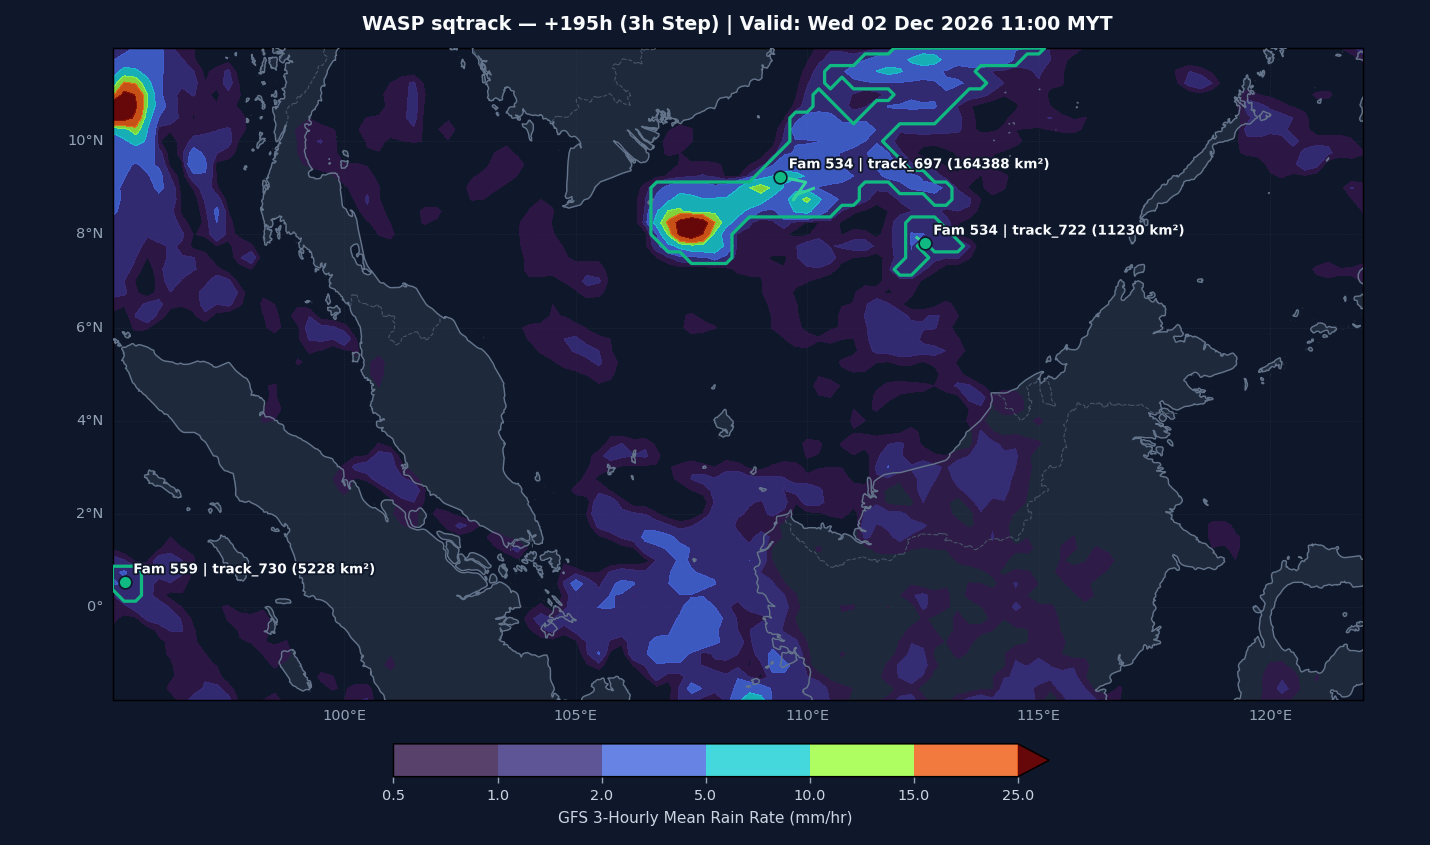 WASP sqtrack — +195h (3h Step) | Valid: Wed 02 Dec 2026 11:00 MYT
10°N
8°N
6°N
4°N
2°N
0°
Fam 534 | track_697 (164388 km²)
Fam 534 | track_722 (11230 km²)
Fam 559 | track_730 (5228 km²)
100°E
105°E
110°E
115°E
120°E
0.5
1.0
2.0
5.0
10.0
15.0
25.0
GFS 3-Hourly Mean Rain Rate (mm/hr)